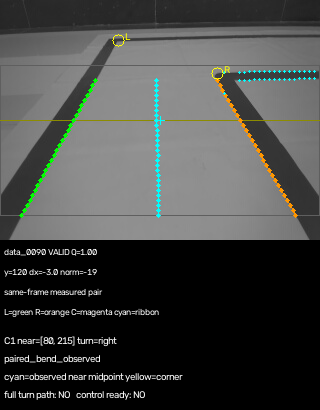 L
R
data_0090 VALID Q=1.00
y=120 dx=-3.0 norm=-19
same-frame measured pair
L=green R=orange C=magenta cyan=ribbon
C1 near=[80, 215] turn=right
paired_bend_observed
cyan=observed near midpoint yellow=corner
full turn path: NO control ready: NO